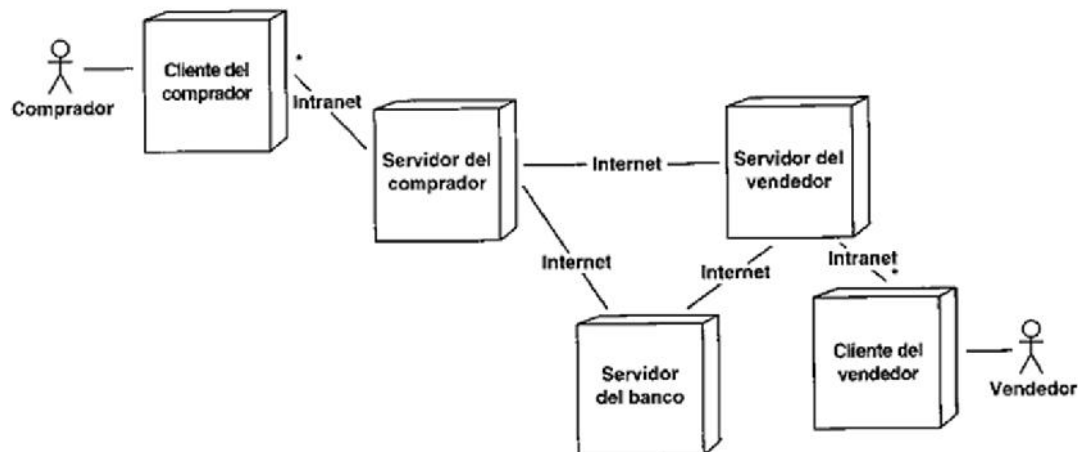 Cliente del
comprador
Comprador
*
Intranet
Servidor del
comprador
Internet
Servidor del
vendedor
Internet
Internet
Intranet
*
Servidor
del banco
Cliente del
vendedor
Vendedor